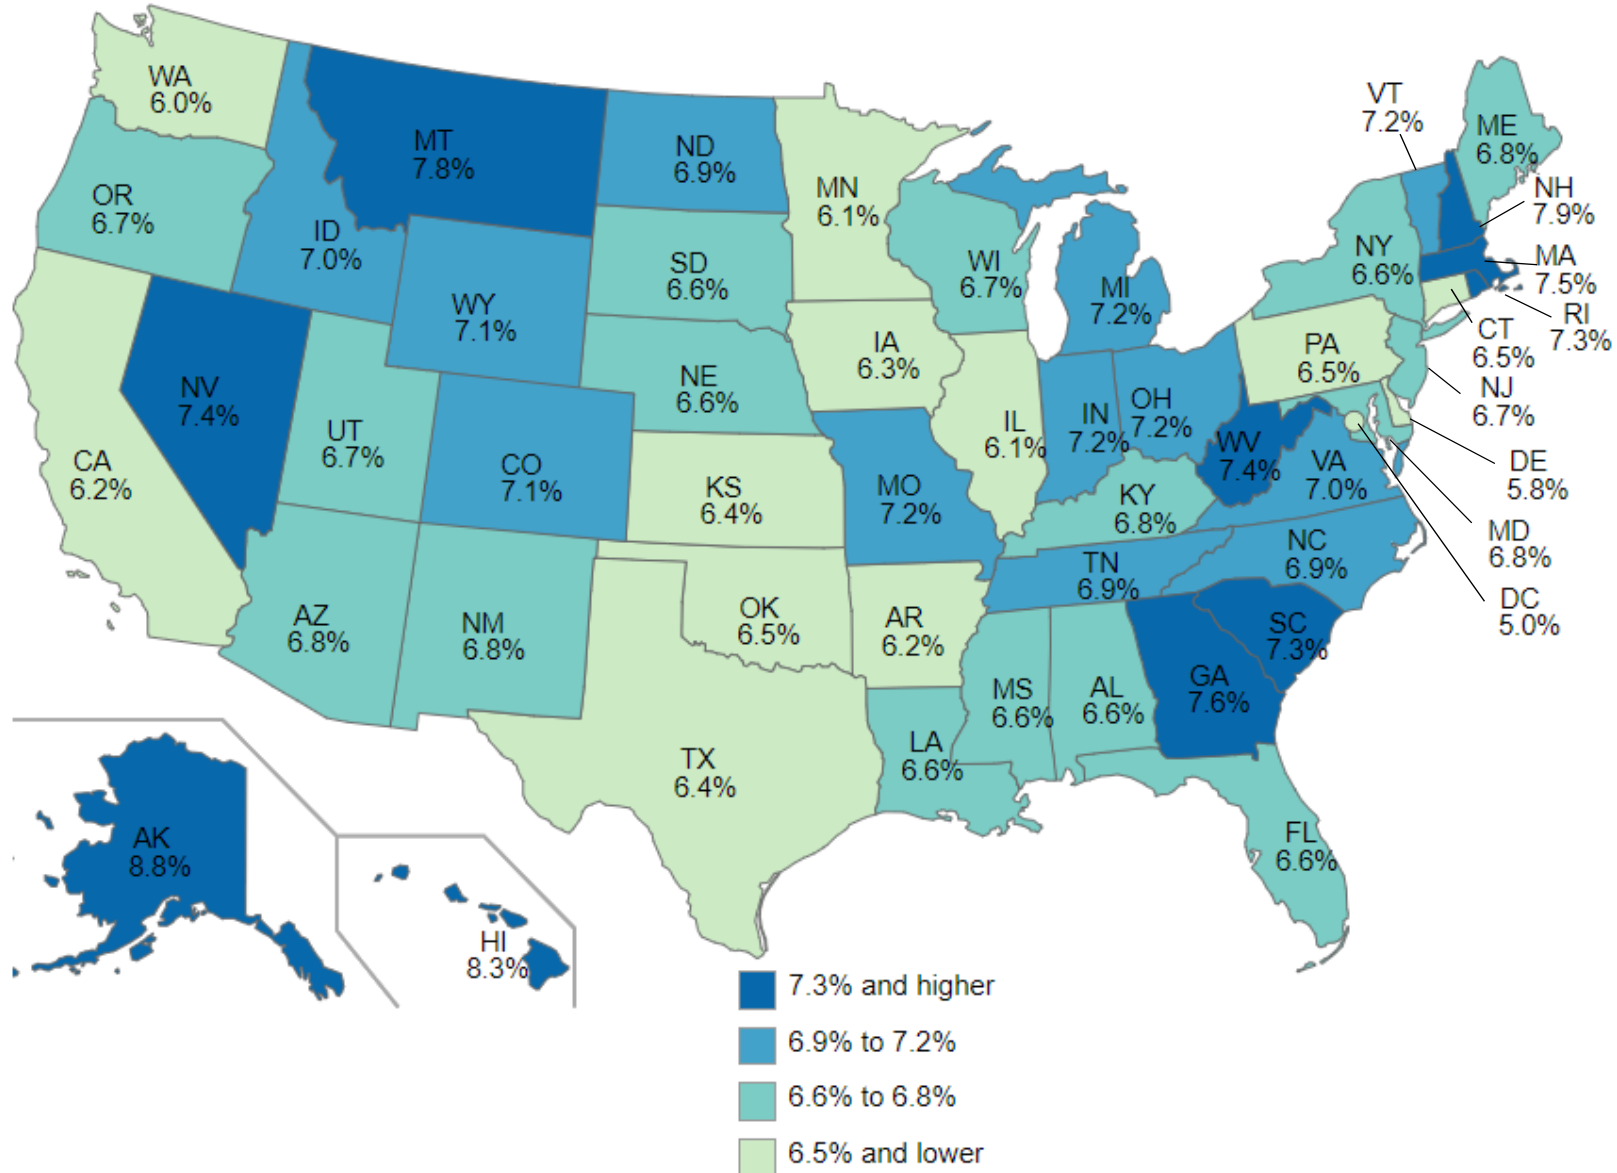 WA
6.0%
MT
7.8%
ND
6.9%
MN
6.1%
VT
7.2%
ME
6.8%
OR
6.7%
ID
7.0%
WY
7.1%
SD
6.6%
WI
6.7%
MI
7.2%
NY
6.6%
NH
7.9%
MA
7.5%
RI
7.3%
CT
6.5%
NJ
6.7%
PA
6.5%
NV
7.4%
UT
6.7%
CO
7.1%
NE
6.6%
IA
6.3%
IL
6.1%
IN
7.2%
OH
7.2%
WV
7.4%
VA
7.0%
DE
5.8%
MD
6.8%
DC
5.0%
CA
6.2%
KS
6.4%
MO
7.2%
KY
6.8%
TN
6.9%
NC
6.9%
AZ
6.8%
NM
6.8%
OK
6.5%
AR
6.2%
SC
7.3%
MS
6.6%
AL
6.6%
GA
7.6%
TX
6.4%
LA
6.6%
FL
6.6%
AK
8.8%
HI
8.3%
7.3% and higher
6.9% to 7.2%
6.6% to 6.8%
6.5% and lower